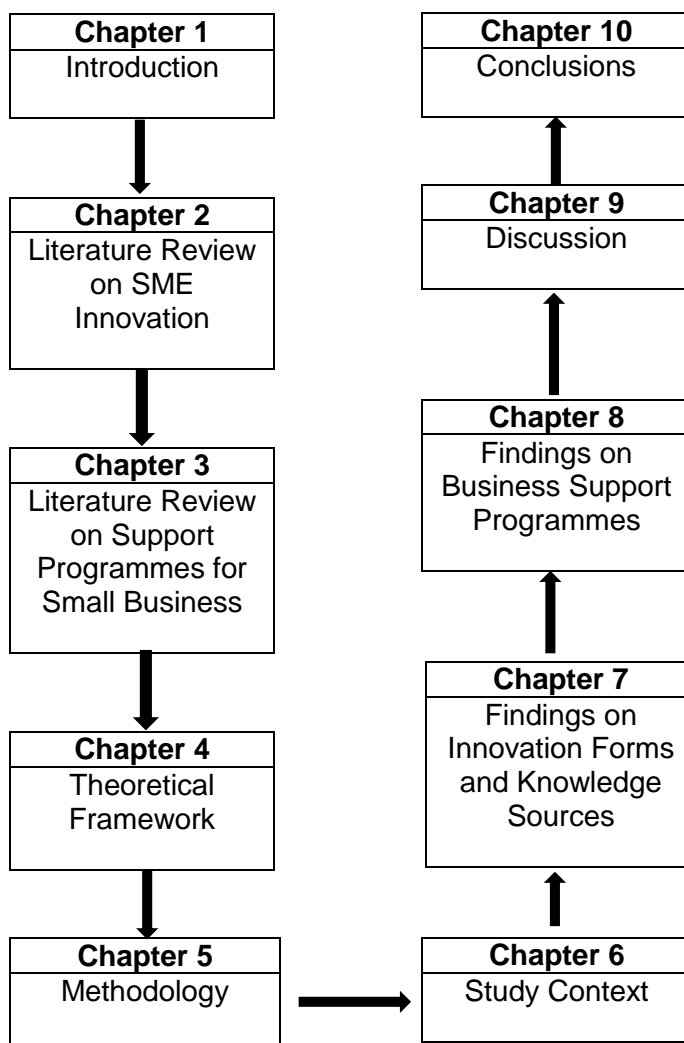 Chapter 1
Introduction
Chapter 2
Literature Review
on SME
Innovation
Chapter 3
Literature Review
on Support
Programmes for
Small Business
Chapter 4
Theoretical
Framework
Chapter 5
Methodology
Chapter 6
Study Context
Chapter 7
Findings on
Innovation Forms
and Knowledge
Sources
Chapter 8
Findings on
Business Support
Programmes
Chapter 9
Discussion
Chapter 10
Conclusions